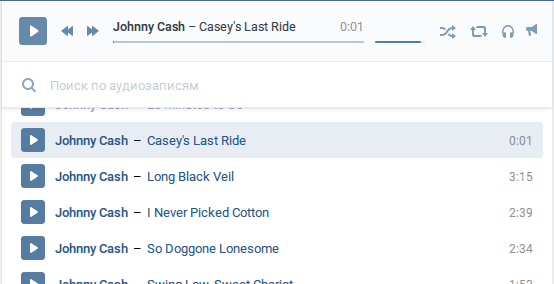 Johnny Cash – Casey's Last Ride 0:01
Поиск по аудиозаписям
Johnny Cash – 25 Minutes to Go
Johnny Cash – Casey's Last Ride 0:01
Johnny Cash – Long Black Veil 3:15
Johnny Cash – I Never Picked Cotton 2:39
Johnny Cash – So Doggone Lonesome 2:34
Johnny Cash – Swing Low, Sweet Chariot 1:52